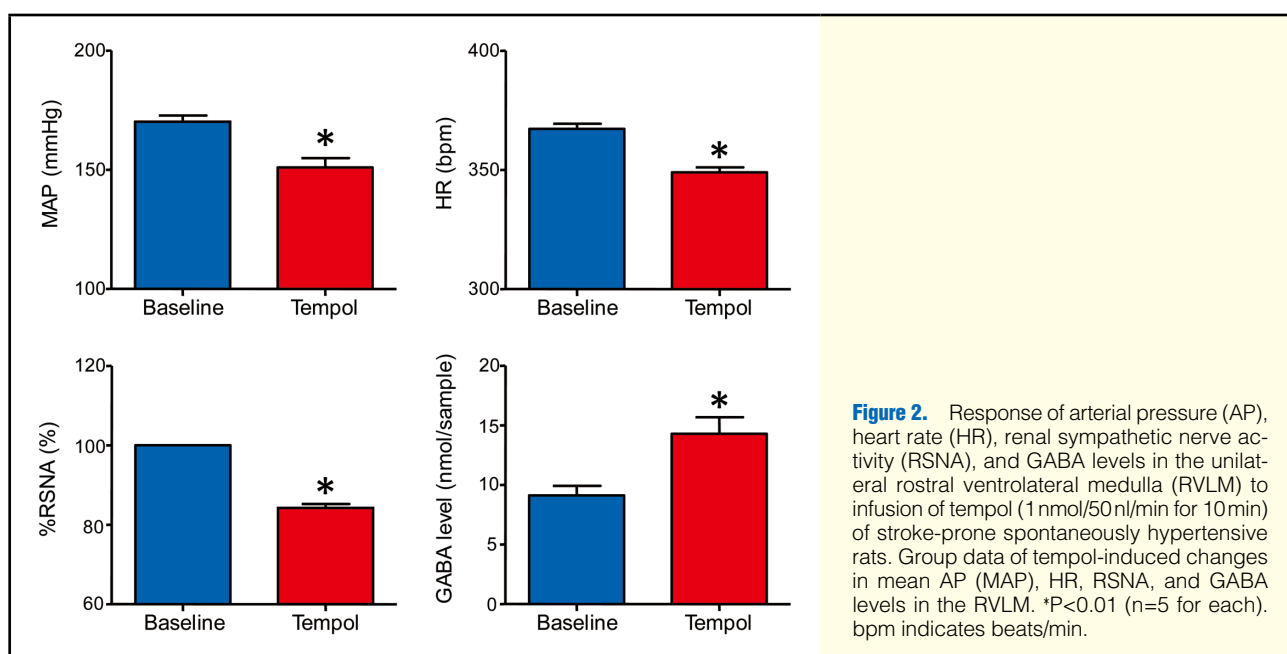 200
150
100
MAP (mmHg)
*
Baseline Tempol
400
350
300
HR (bpm)
*
Baseline Tempol
120
100
80
60
%RSNA (%)
*
Baseline Tempol
20
15
10
5
0
GABA level (nmol/sample)
*
Baseline Tempol
Figure 2. Response of arterial pressure (AP),
heart rate (HR), renal sympathetic nerve ac-
tivity (RSNA), and GABA levels in the unilat-
eral rostral ventrolateral medulla (RVLM) to
infusion of tempol (1 nmol/50 nl/min for 10 min)
of stroke-prone spontaneously hypertensive
rats. Group data of tempol-induced changes
in mean AP (MAP), HR, RSNA, and GABA
levels in the RVLM. *P<0.01 (n=5 for each).
bpm indicates beats/min.